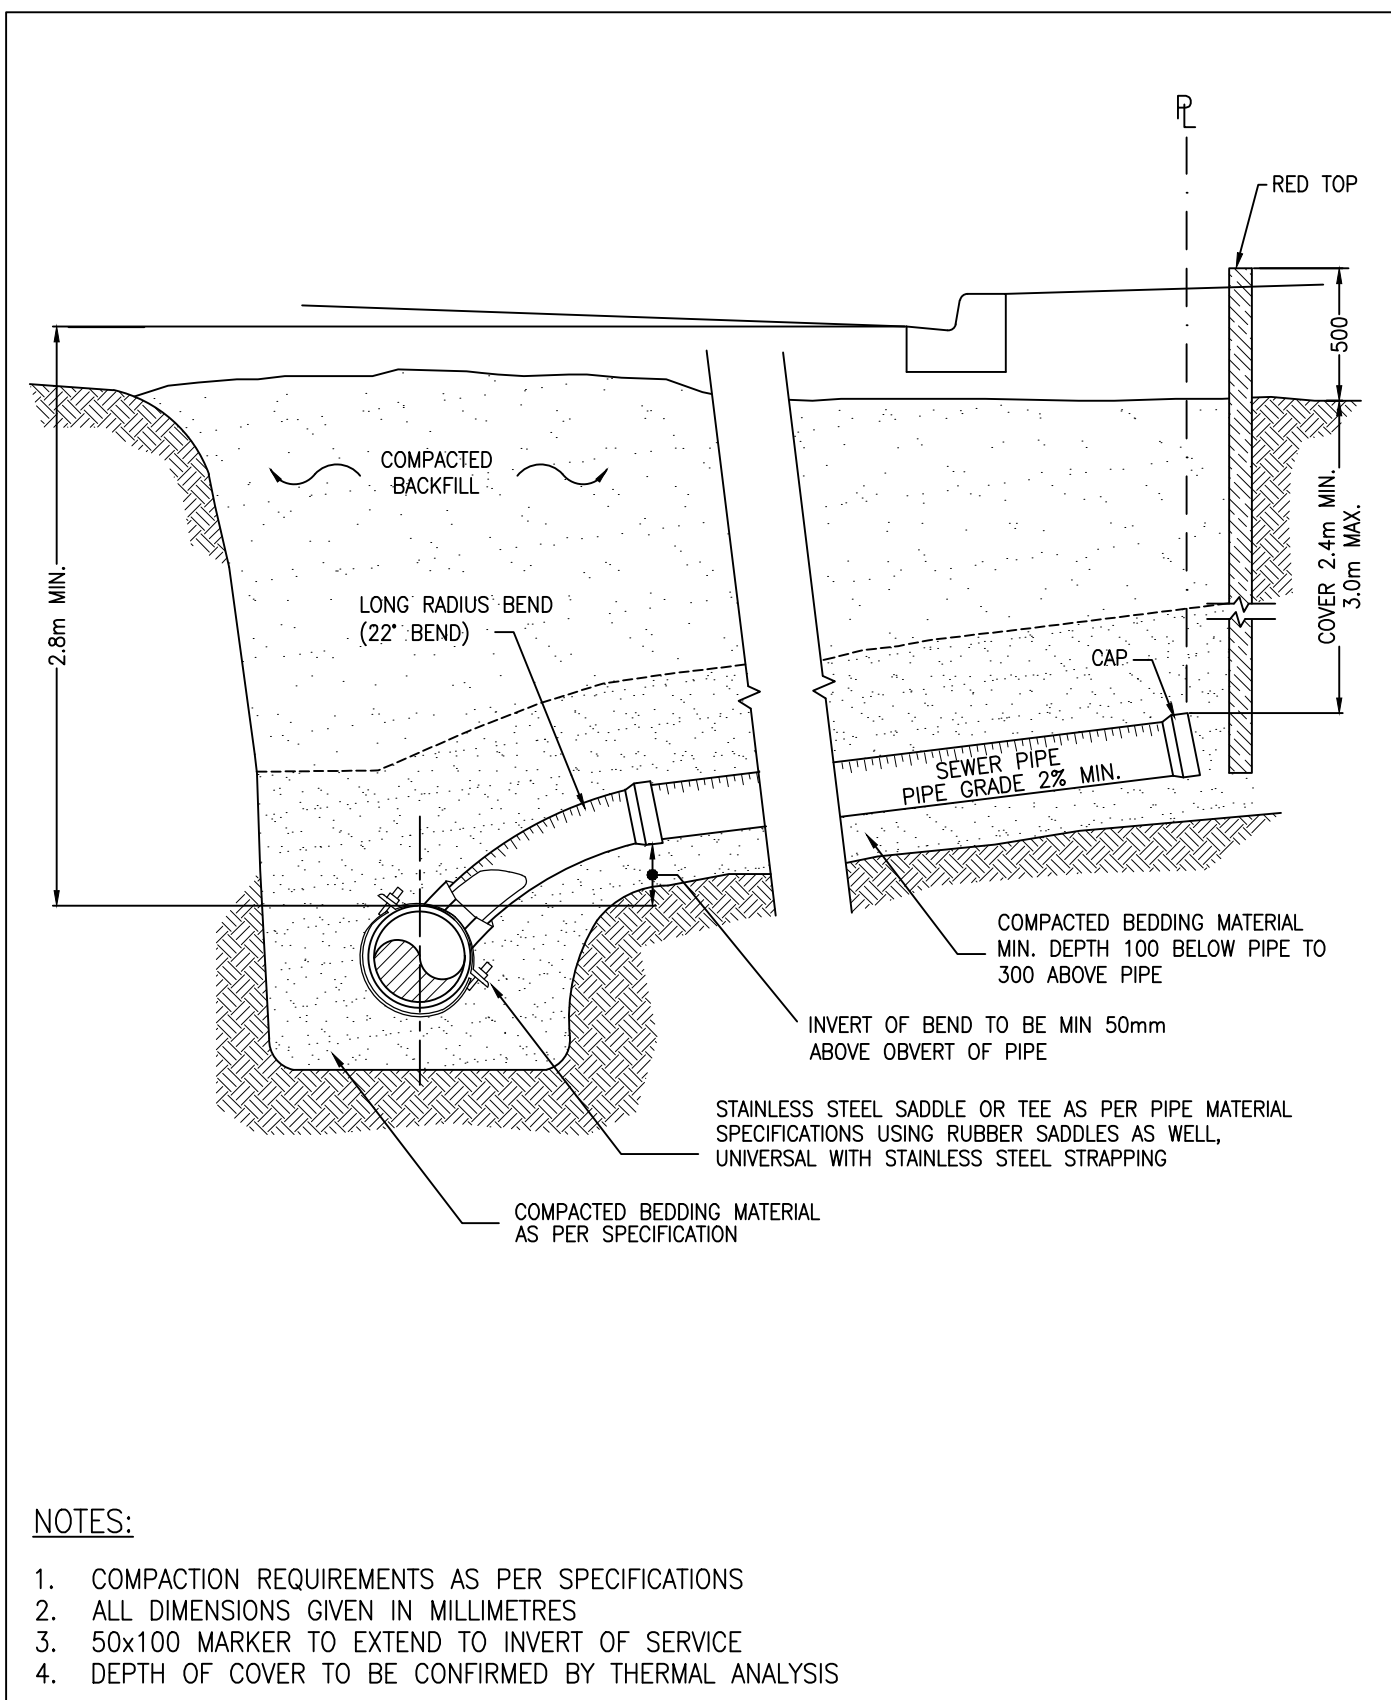 PL
RED TOP
500
COMPACTED
BACKFILL
2.8m MIN.
COVER 2.4m MIN.
3.0m MAX.
LONG RADIUS BEND
(22° BEND)
CAP
SEWER PIPE
PIPE GRADE 2% MIN.
COMPACTED BEDDING MATERIAL
MIN. DEPTH 100 BELOW PIPE TO
300 ABOVE PIPE
INVERT OF BEND TO BE MIN 50mm
ABOVE OBVERT OF PIPE
STAINLESS STEEL SADDLE OR TEE AS PER PIPE MATERIAL
SPECIFICATIONS USING RUBBER SADDLES AS WELL,
UNIVERSAL WITH STAINLESS STEEL STRAPPING
COMPACTED BEDDING MATERIAL
AS PER SPECIFICATION
NOTES:
1. COMPACTION REQUIREMENTS AS PER SPECIFICATIONS
2. ALL DIMENSIONS GIVEN IN MILLIMETRES
3. 50x100 MARKER TO EXTEND TO INVERT OF SERVICE
4. DEPTH OF COVER TO BE CONFIRMED BY THERMAL ANALYSIS